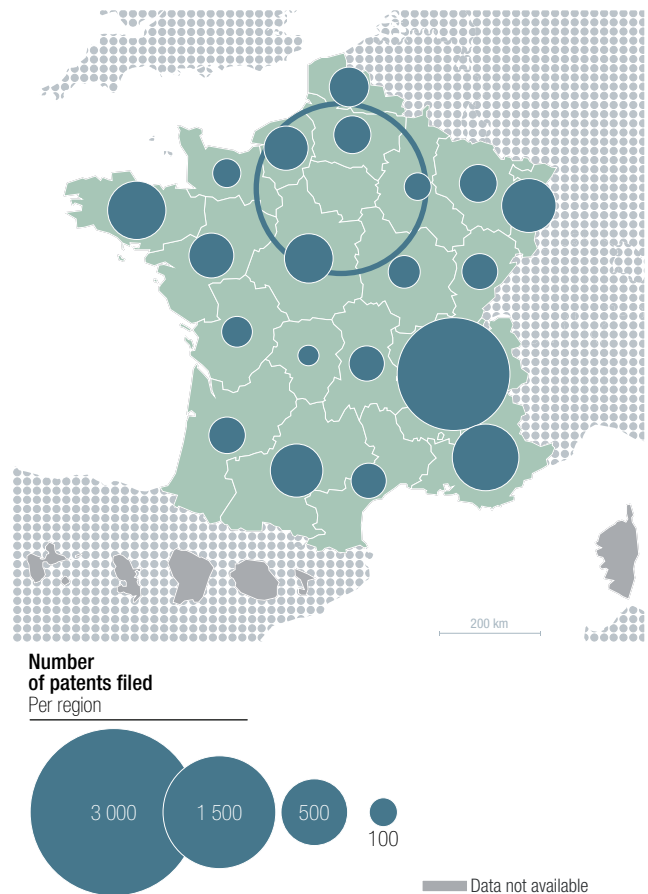 200 km
Number
of patents filed
Per region
3 000
1 500
500
100
Data not available